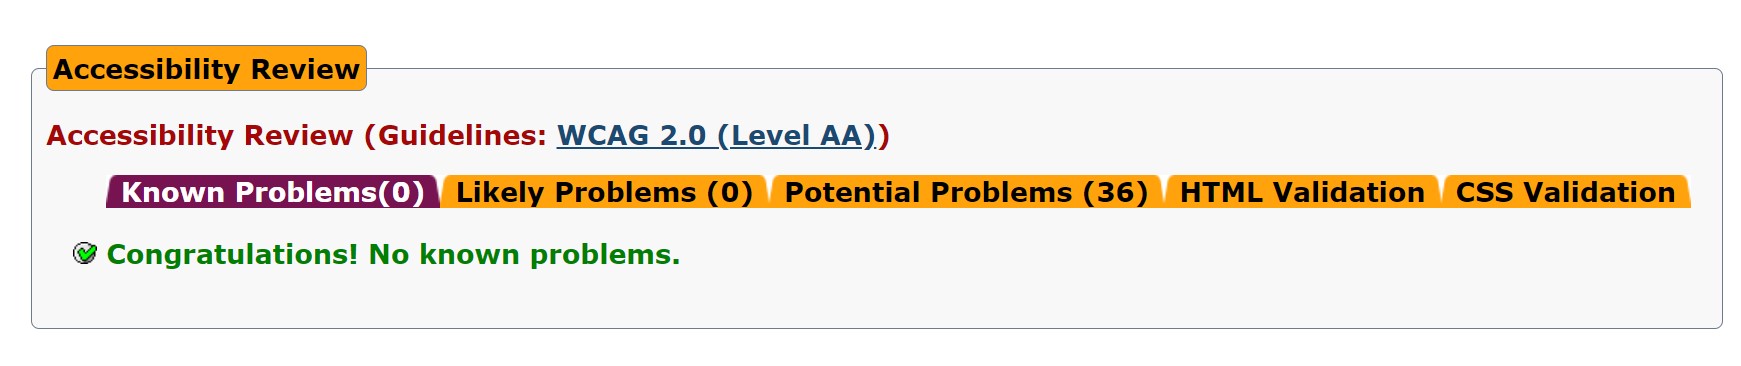 Accessibility Review
Accessibility Review (Guidelines: WCAG 2.0 (Level AA))
Known Problems(0) Likely Problems (0) Potential Problems (36) HTML Validation CSS Validation
Congratulations! No known problems.